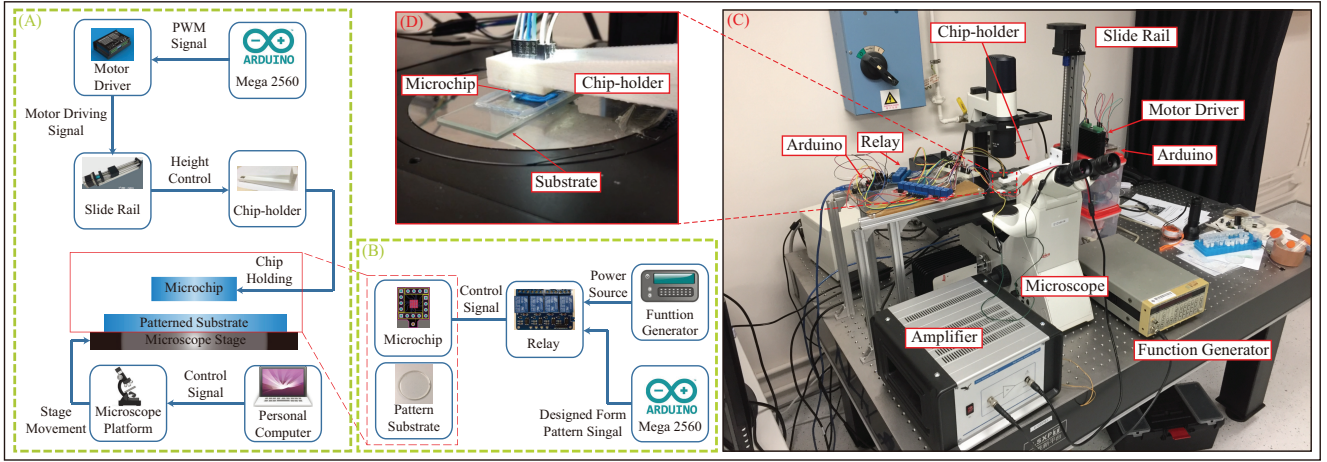 (A)
PWM
Signal
ARDUINO
Mega 2560
Motor
Driver
Motor Driving
Signal
Height
Control
Slide Rail
Chip-holder
Chip
Holding
Microchip
Patterned Substrate
Microscope Stage
Control
Signal
Stage
Movement
Microscope
Platform
Personal
Computer
(D)
Microchip
Chip-holder
Substrate
(B)
Control
Signal
Power
Source
Microchip
Relay
Funttion
Generator
Pattern
Substrate
Designed Form
Pattern Singal
ARDUINO
Mega 2560
(C)
Chip-holder
Slide Rail
Motor Driver
Relay
Arduino
Arduino
Microscope
Amplifier
Function Generator